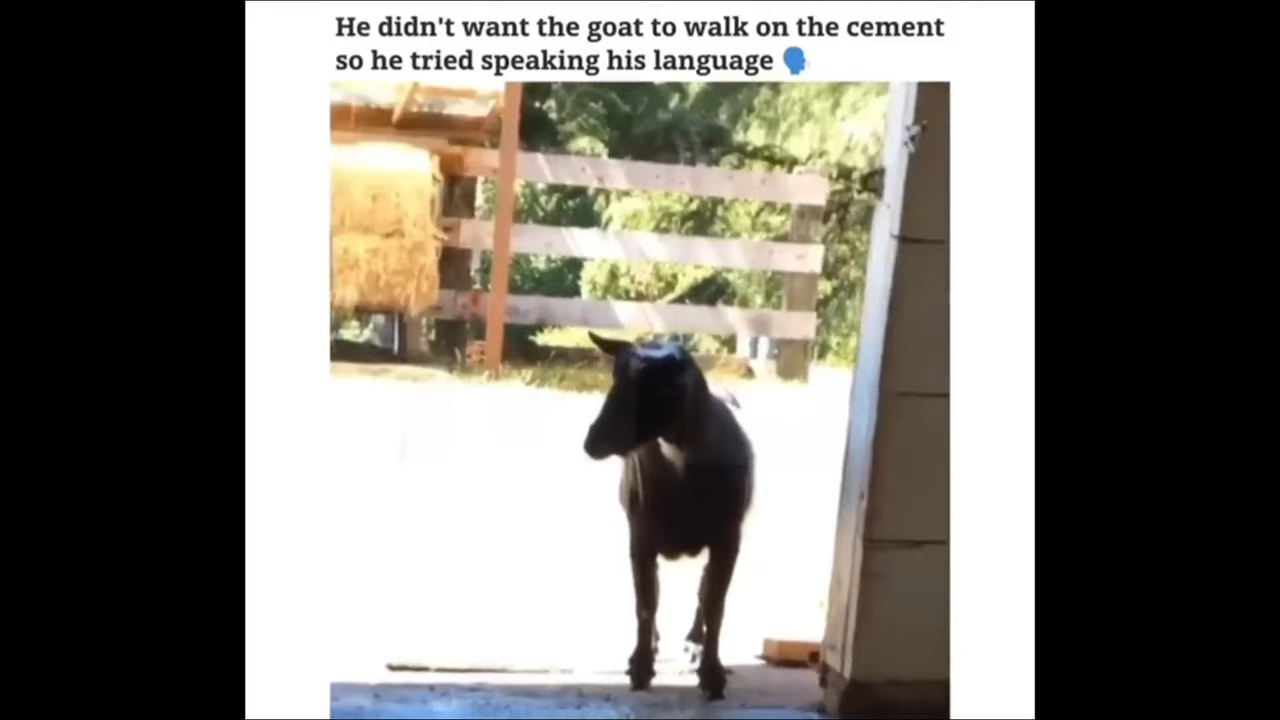 He didn't want the goat to walk on the cement
so he tried speaking his language 🗣️